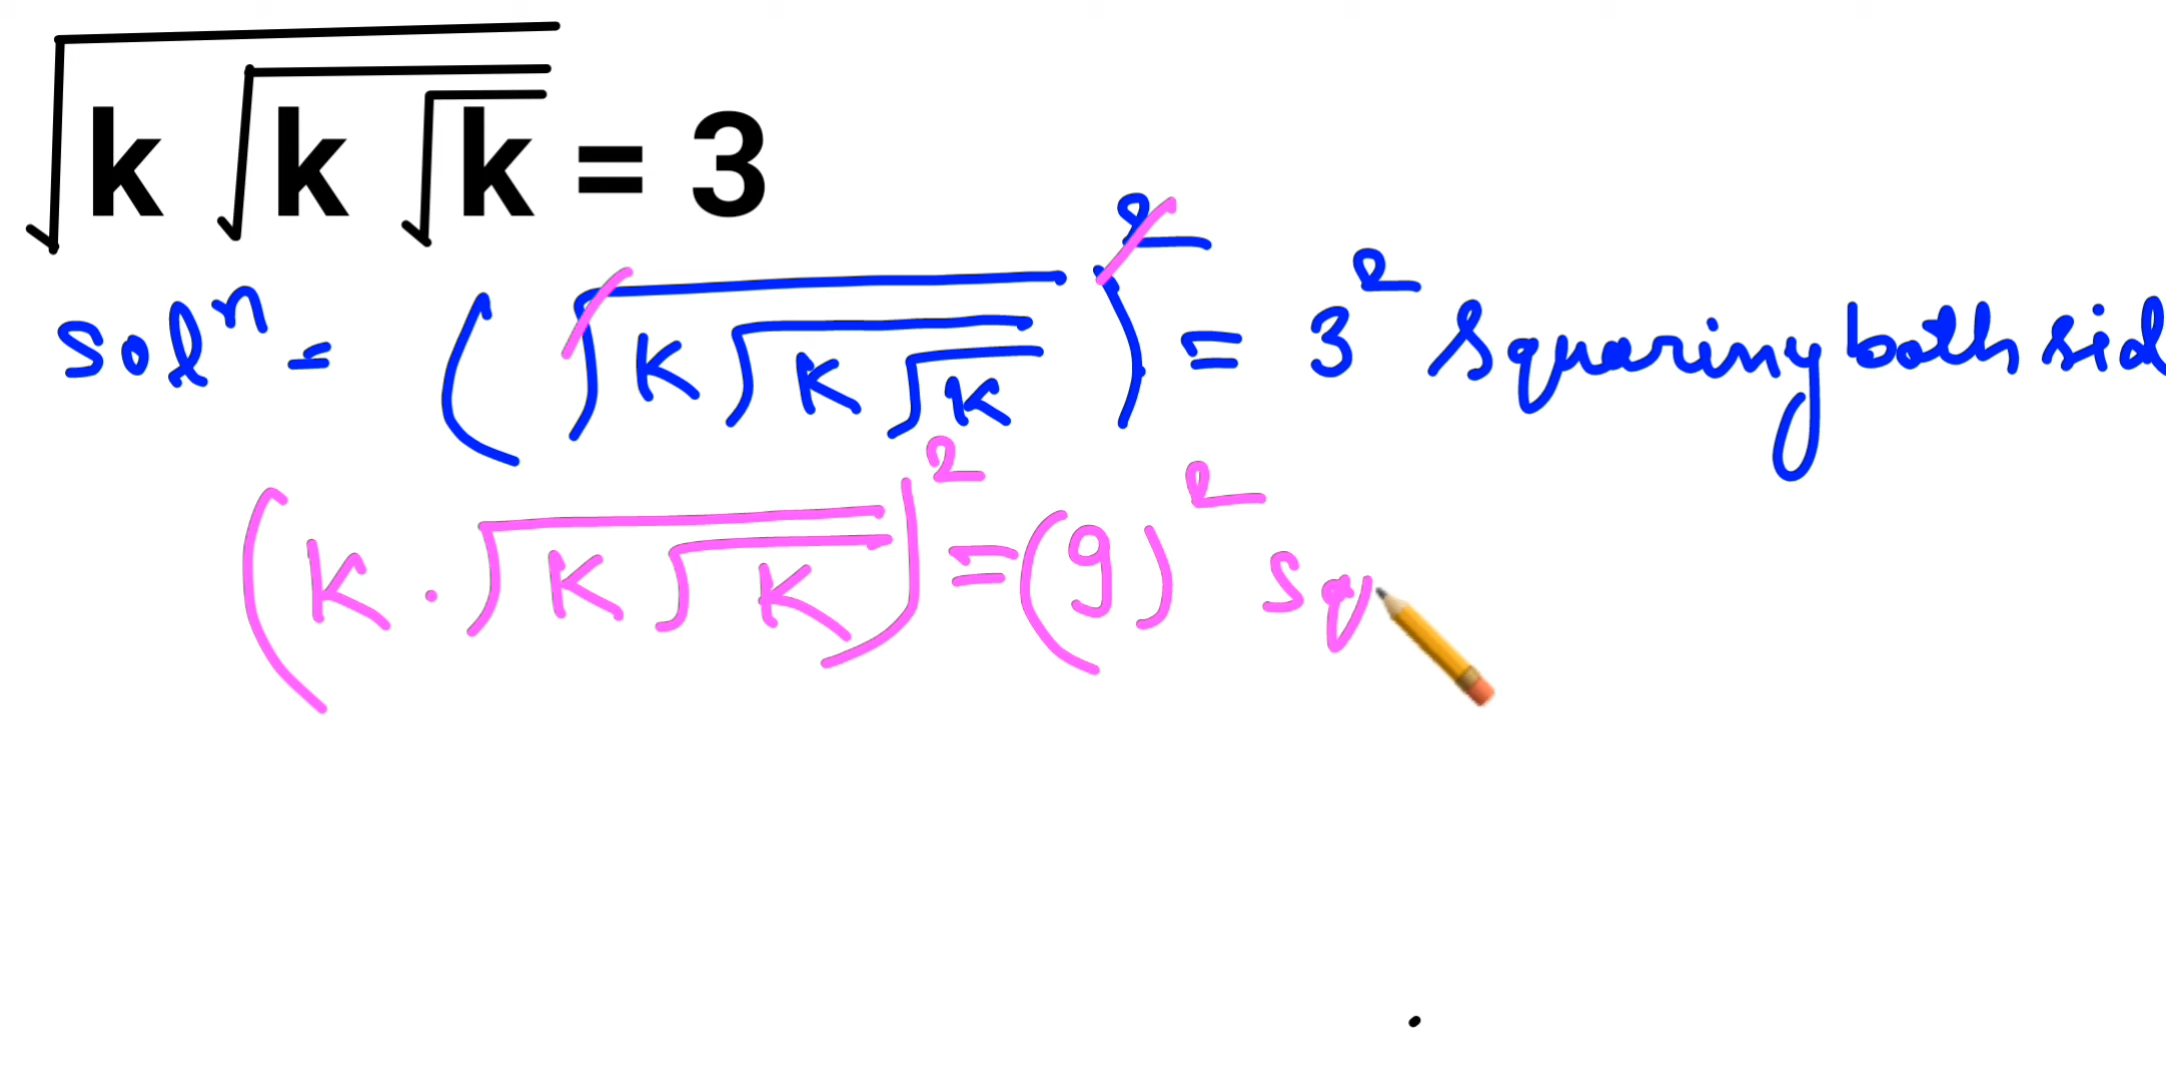 √(k √(k √k)) = 3
solⁿ = (√(K √(K √K)))² = 3² Squaring both sid
(K . √(K √K))² = (9)² sq